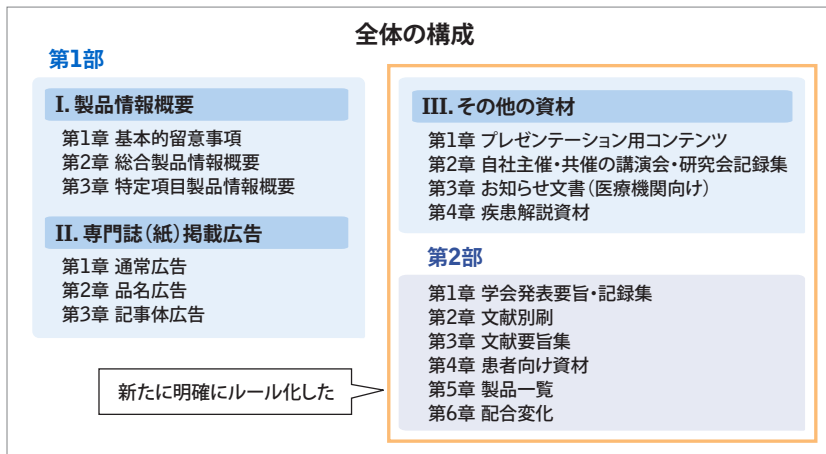 全体の構成
第1部
I. 製品情報概要
第1章 基本的留意事項
第2章 総合製品情報概要
第3章 特定項目製品情報概要
II. 専門誌（紙）掲載広告
第1章 通常広告
第2章 品名広告
第3章 記事体広告
新たに明確にルール化した
III. その他の資材
第1章 プレゼンテーション用コンテンツ
第2章 自社主催・共催の講演会・研究会記録集
第3章 お知らせ文書（医療機関向け）
第4章 疾患解説資材
第2部
第1章 学会発表要旨・記録集
第2章 文献別刷
第3章 文献要旨集
第4章 患者向け資材
第5章 製品一覧
第6章 配合変化